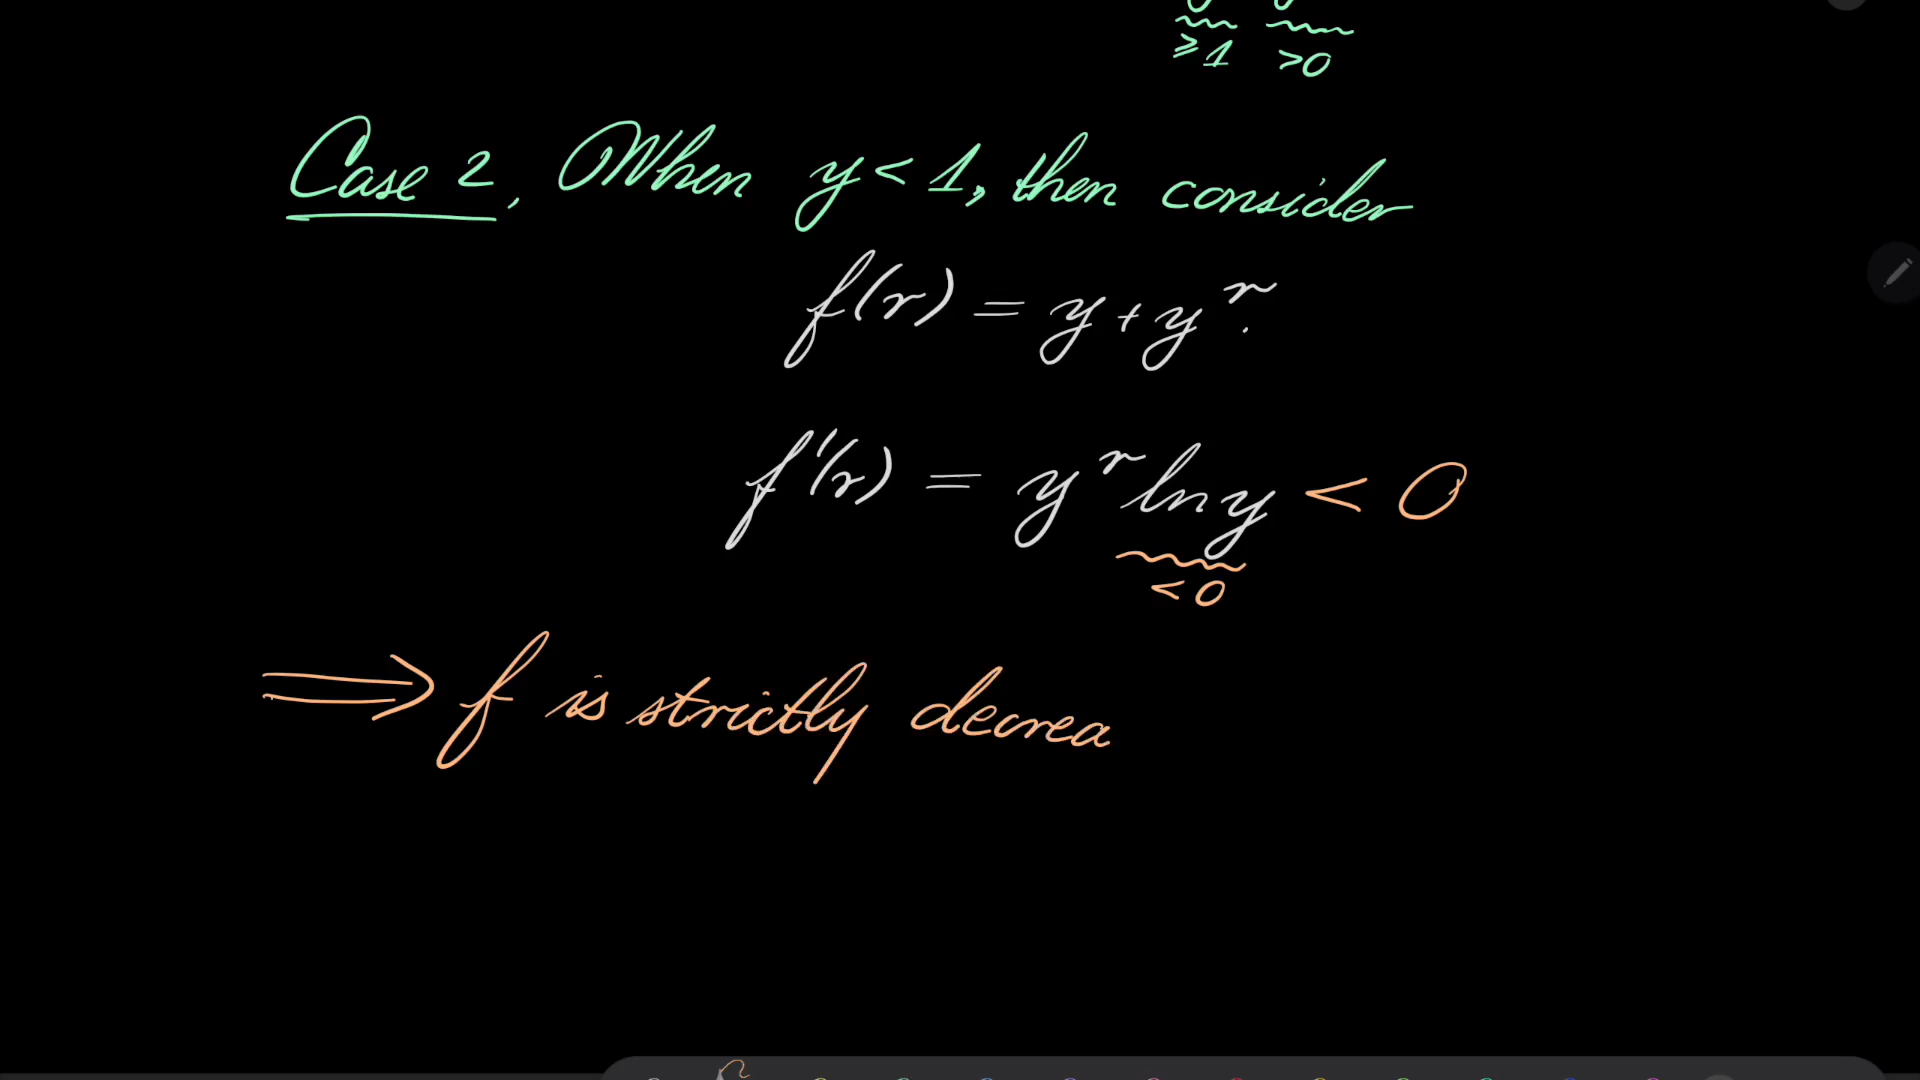 ≥1 >0
Case 2. When y < 1, then consider
f(r) = y + y^r.
f'(r) = y^r ln y < 0
< 0
⟹ f is strictly decrea